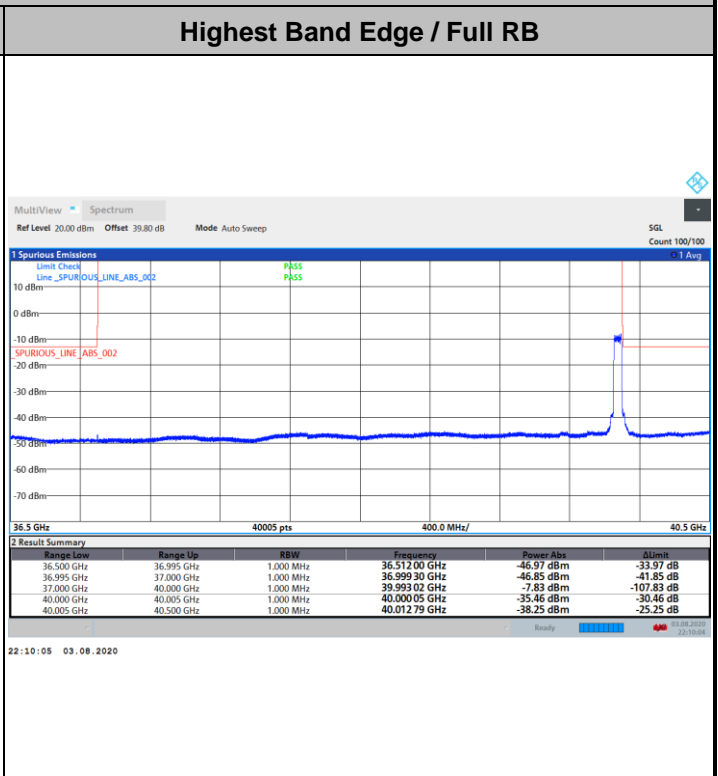 Highest Band Edge / Full RB
MultiView Spectrum
Ref Level 20.00 dBm Offset 39.80 dB Mode Auto Sweep SGL
Count 100/100
1 Spurious Emissions 1 Avg
Limit Check PASS
Line _SPURIOUS_LINE_ABS_002 PASS
10 dBm
0 dBm
-10 dBm
_SPURIOUS_LINE_ABS_002
-20 dBm
-30 dBm
-40 dBm
-50 dBm
-60 dBm
-70 dBm
36.5 GHz 40005 pts 400.0 MHz/ 40.5 GHz
2 Result Summary
Range Low Range Up RBW Frequency Power Abs ΔLimit
36.500 GHz 36.995 GHz 1.000 MHz 36.512 00 GHz -46.97 dBm -33.97 dB
36.995 GHz 37.000 GHz 1.000 MHz 36.999 30 GHz -46.85 dBm -41.85 dB
37.000 GHz 40.000 GHz 1.000 MHz 39.993 02 GHz -7.83 dBm -107.83 dB
40.000 GHz 40.005 GHz 1.000 MHz 40.000 05 GHz -35.46 dBm -30.46 dB
40.005 GHz 40.500 GHz 1.000 MHz 40.012 79 GHz -38.25 dBm -25.25 dB
Ready 03.08.2020
22:10:04
22:10:05 03.08.2020